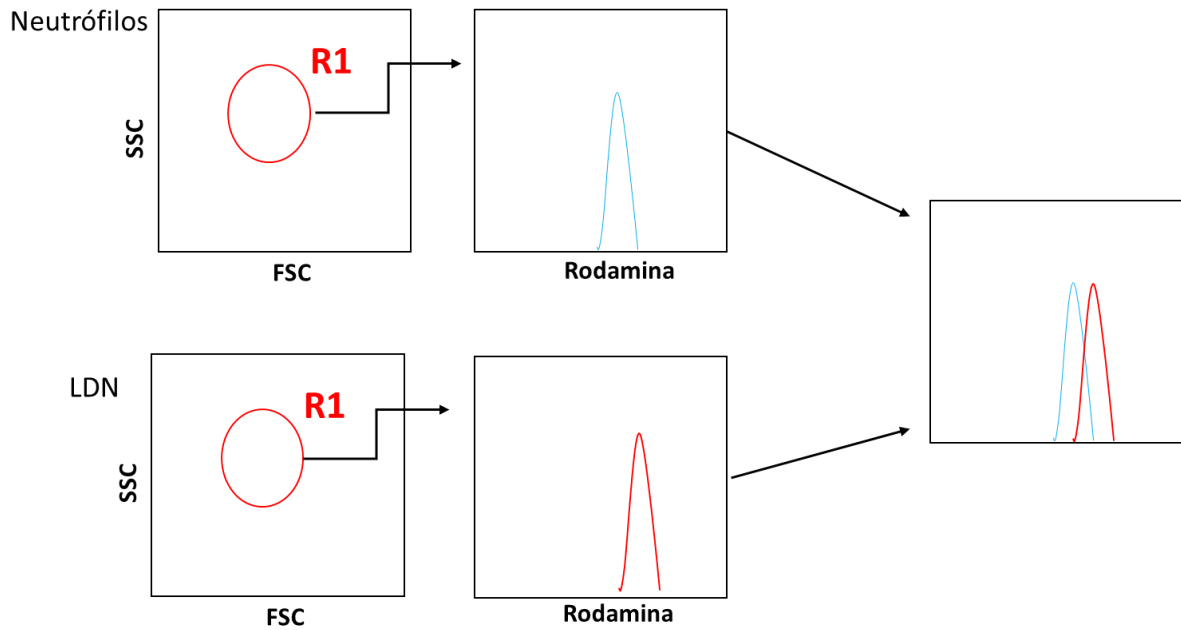 Neutrófilos
R1
SSC
FSC
Rodamina
LDN
R1
SSC
FSC
Rodamina